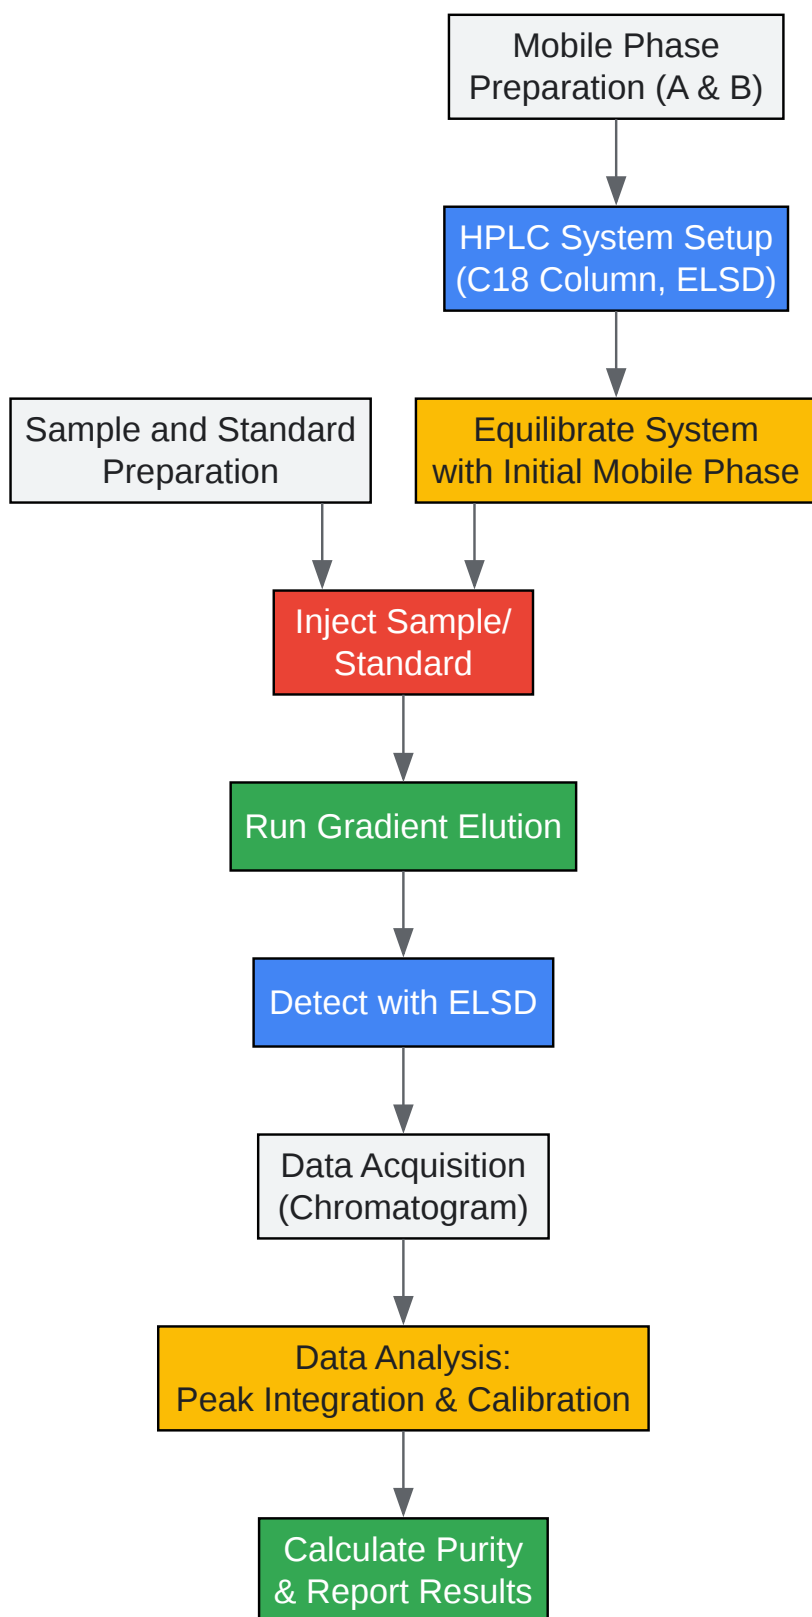 Mobile Phase
Preparation (A & B)
HPLC System Setup
(C18 Column, ELSD)
Sample and Standard
Preparation
Equilibrate System
with Initial Mobile Phase
Inject Sample/
Standard
Run Gradient Elution
Detect with ELSD
Data Acquisition
(Chromatogram)
Data Analysis:
Peak Integration & Calibration
Calculate Purity
& Report Results